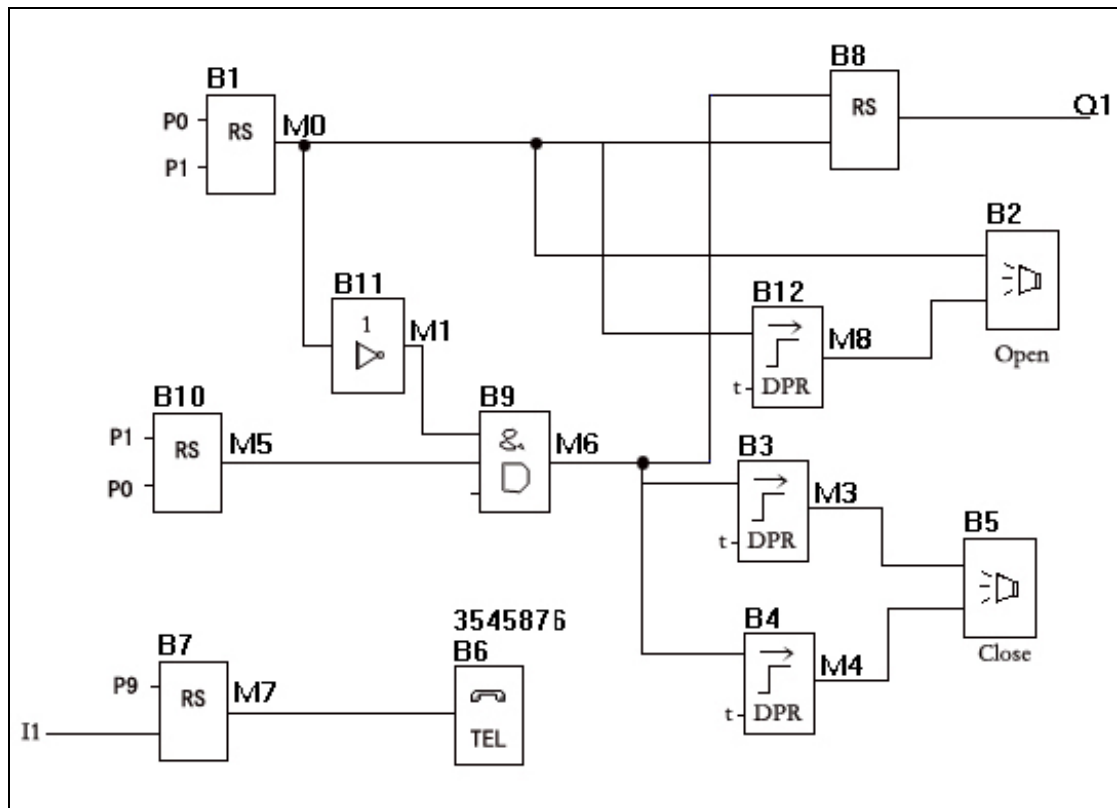 B1
P0
RS
M0
P1
B8
RS
Q1
B2
Open
B11
1
M1
B12
t
DPR
M8
B10
P1
RS
M5
P0
B9
&
M6
B3
t
DPR
M3
B5
Close
B4
t
DPR
M4
3545876
B6
TEL
B7
P9
RS
M7
I1